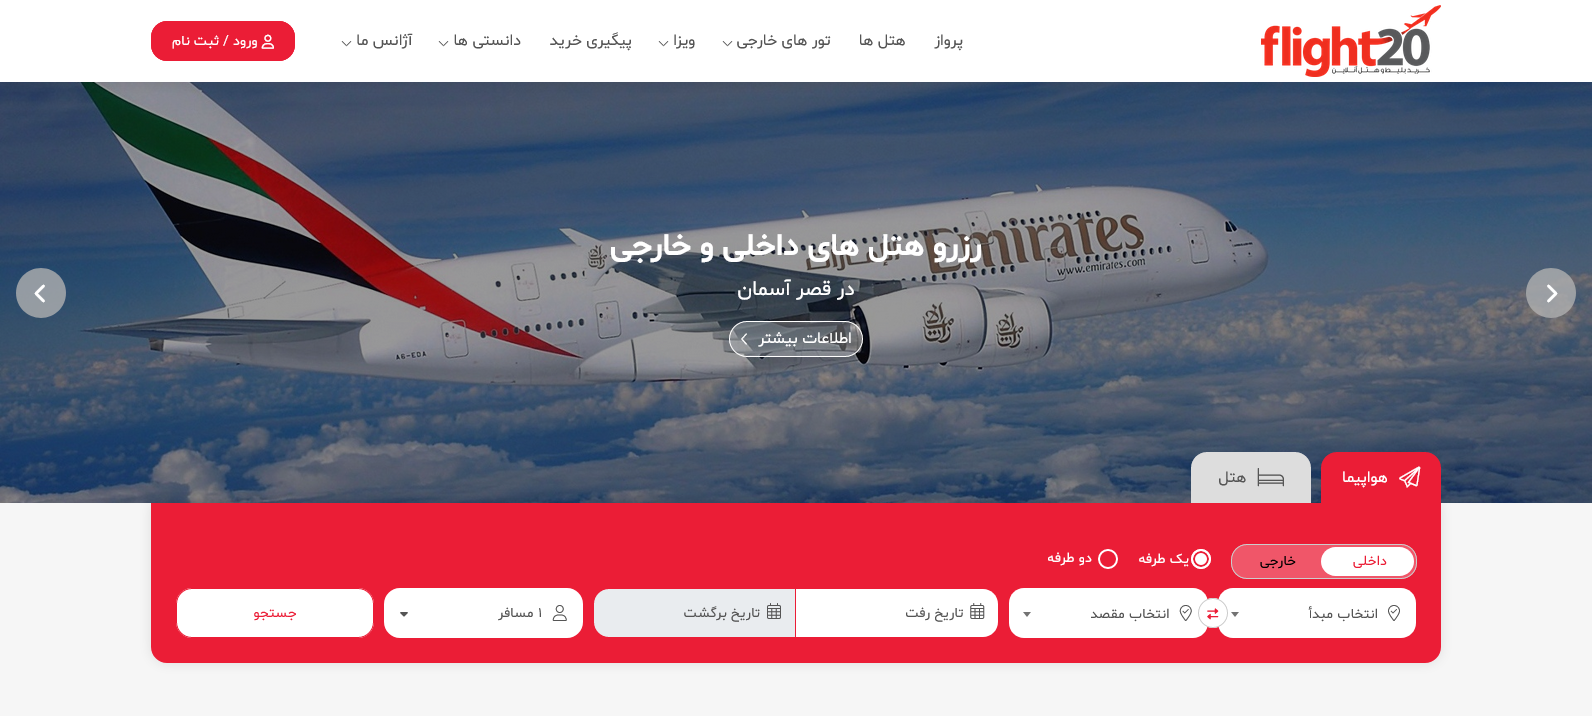 flight20
خرید بلیط و هتل آنلاین
پرواز
هتل ها
تور های خارجی
ویزا
پیگیری خرید
دانستی ها
آژانس ما
ورود / ثبت نام
Emirates
www.emirates.com
A6-EDA
رزرو هتل های داخلی و خارجی
در قصر آسمان
اطلاعات بیشتر
هواپیما
هتل
داخلی
خارجی
یک طرفه
دو طرفه
انتخاب مبدأ
انتخاب مقصد
تاریخ رفت
تاریخ برگشت
۱ مسافر
جستجو